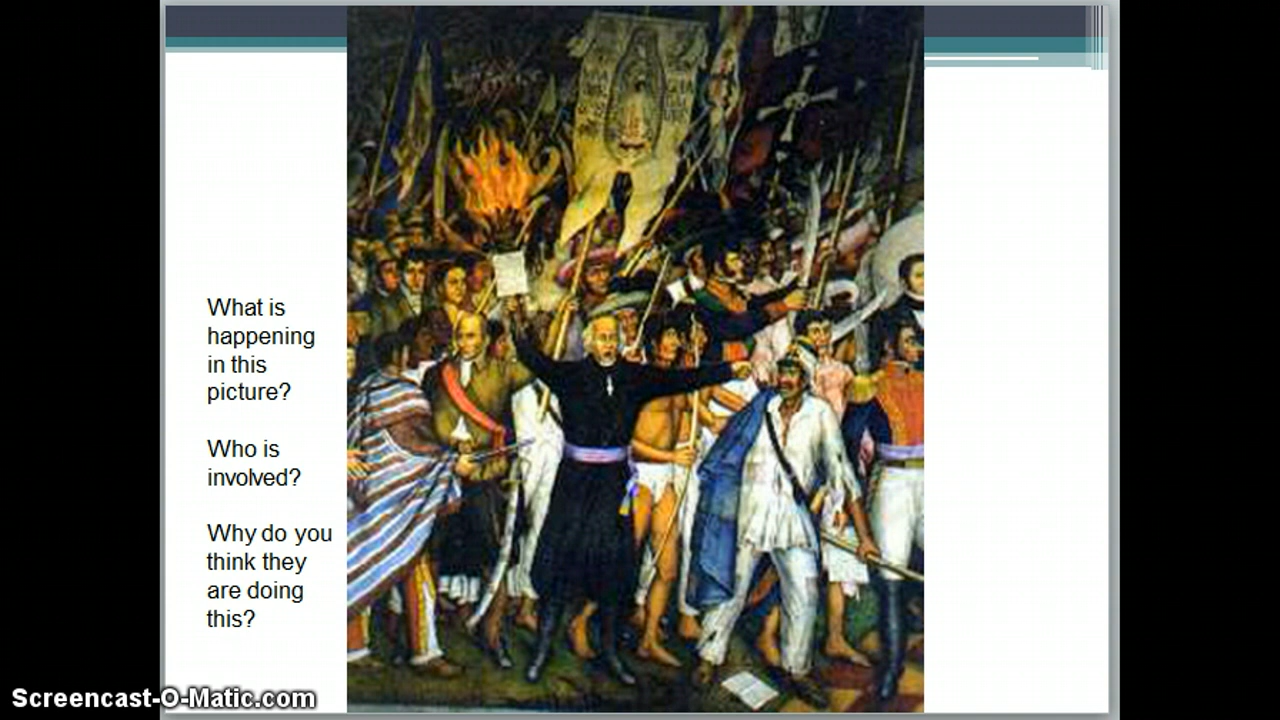 What is
happening
in this
picture?
Who is
involved?
Why do you
think they
are doing
this?
Screencast-O-Matic.com